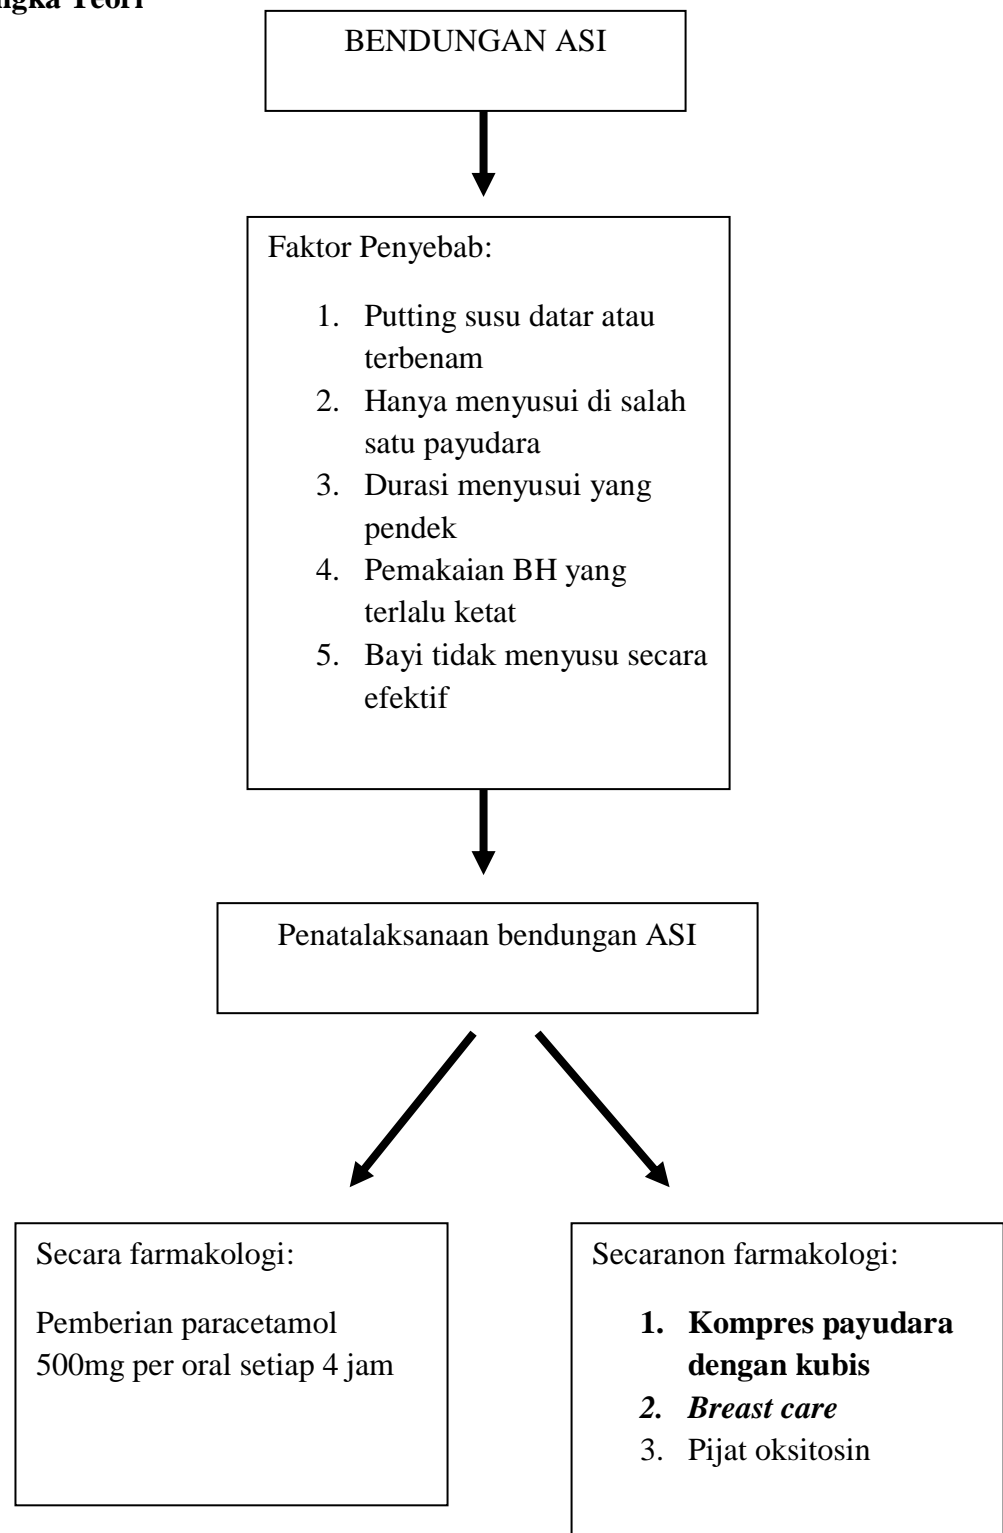 Teori
BENDUNGAN ASI
Faktor Penyebab:
1. Putting susu datar atau
terbenam
2. Hanya menyusui di salah
satu payudara
3. Durasi menyusui yang
pendek
4. Pemakaian BH yang
terlalu ketat
5. Bayi tidak menyusu secara
efektif
Penatalaksanaan bendungan ASI
Secara farmakologi:
Pemberian paracetamol
500mg per oral setiap 4 jam
Secaranon farmakologi:
1. Kompres payudara
dengan kubis
2. Breast care
3. Pijat oksitosin